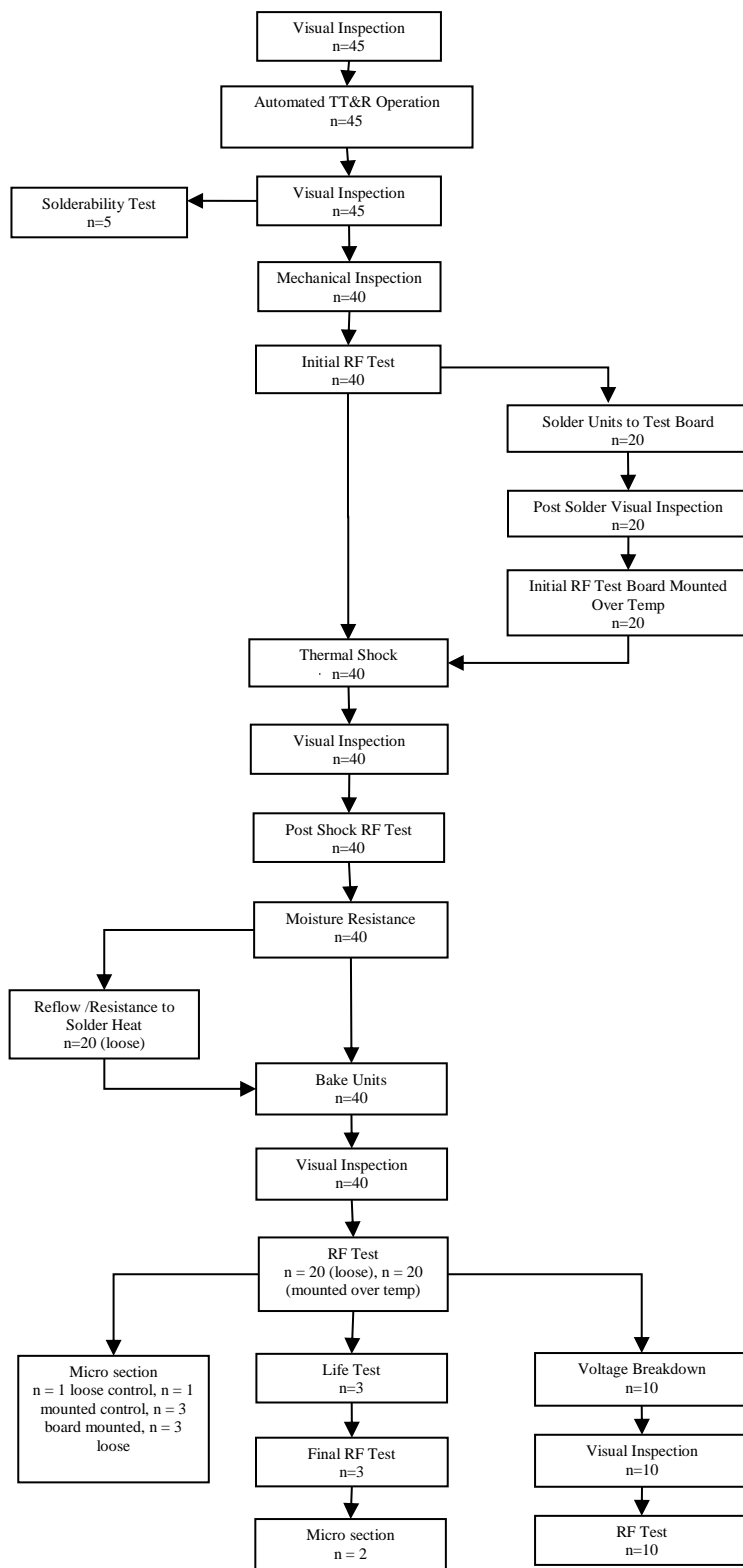 Visual Inspection
n=45
Automated TT&R Operation
n=45
Visual Inspection
n=45
Solderability Test
n=5
Mechanical Inspection
n=40
Initial RF Test
n=40
Solder Units to Test Board
n=20
Post Solder Visual Inspection
n=20
Initial RF Test Board Mounted
Over Temp
n=20
Thermal Shock
· n=40
Visual Inspection
n=40
Post Shock RF Test
n=40
Moisture Resistance
n=40
Reflow /Resistance to
Solder Heat
n=20 (loose)
Bake Units
n=40
Visual Inspection
n=40
RF Test
n = 20 (loose), n = 20
(mounted over temp)
Micro section
n = 1 loose control, n = 1
mounted control, n = 3
board mounted, n = 3
loose
Life Test
n=3
Final RF Test
n=3
Micro section
n = 2
Voltage Breakdown
n=10
Visual Inspection
n=10
RF Test
n=10